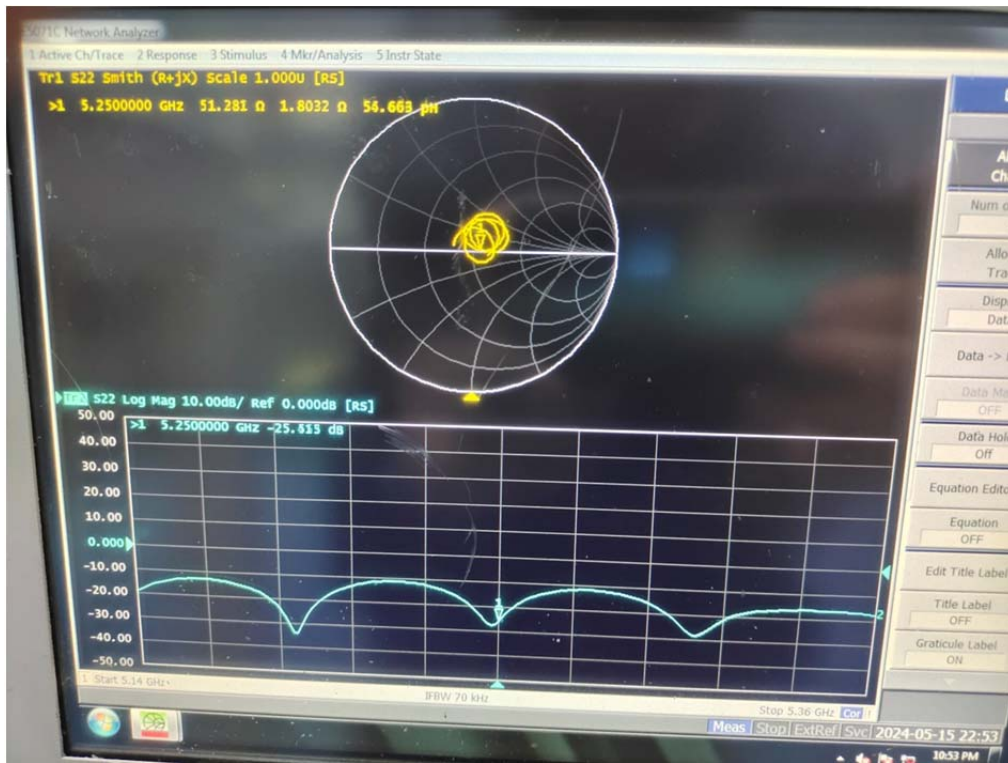 5071C Network Analyzer
1 Active Ch/Trace 2 Response 3 Stimulus 4 Mkr/Analysis 5 Instr State
Tr1 S22 Smith (R+jX) Scale 1.000U [RS]
>1 5.2500000 GHz 51.281 Ω 1.8032 Ω 54.663 pH
Num o
Allo
Tra
Disp
Data
Data ->
Data Ma
OFF
Data Hol
Off
Equation Edito
Equation
OFF
Edit Title Label
Title Label
OFF
Graticule Label
ON
S22 Log Mag 10.00dB/ Ref 0.000dB [RS]
>1 5.2500000 GHz dB
50.00
40.00
30.00
20.00
10.00
0.000
-10.00
-20.00
-30.00
-40.00
-50.00
1
2
1 Start 5.14 GHz
IFBW 70 kHz
Stop 5.36 GHz Cor
Meas Stop ExtRef Svc 2024-05-15 22:53
10:53 PM